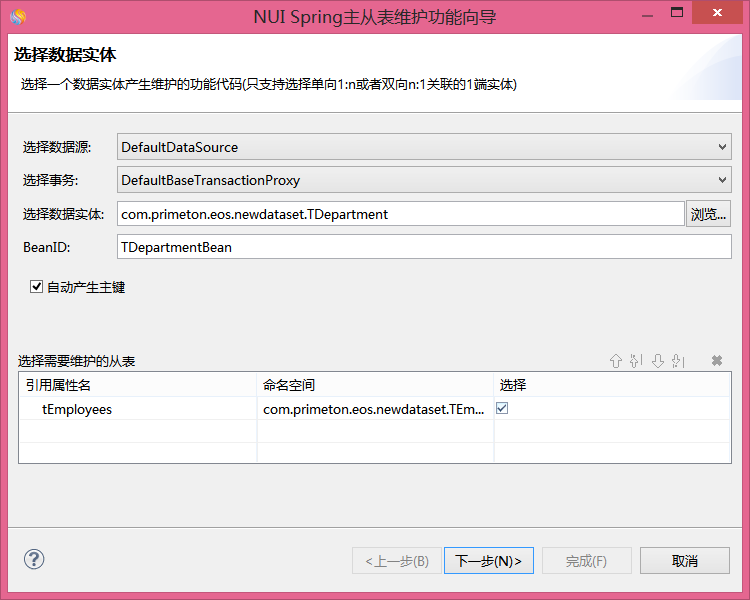 NUI Spring主从表维护功能向导
选择数据实体
选择一个数据实体产生维护的功能代码(只支持选择单向1:n或者双向n:1关联的1端实体)
选择数据源: DefaultDataSource
选择事务: DefaultBaseTransactionProxy
选择数据实体: com.primeton.eos.newdataset.TDepartment 浏览...
BeanID: TDepartmentBean
自动产生主键
选择需要维护的从表
引用属性名 命名空间 选择
tEmployees com.primeton.eos.newdataset.TEm...
<上一步(B) 下一步(N)> 完成(F) 取消